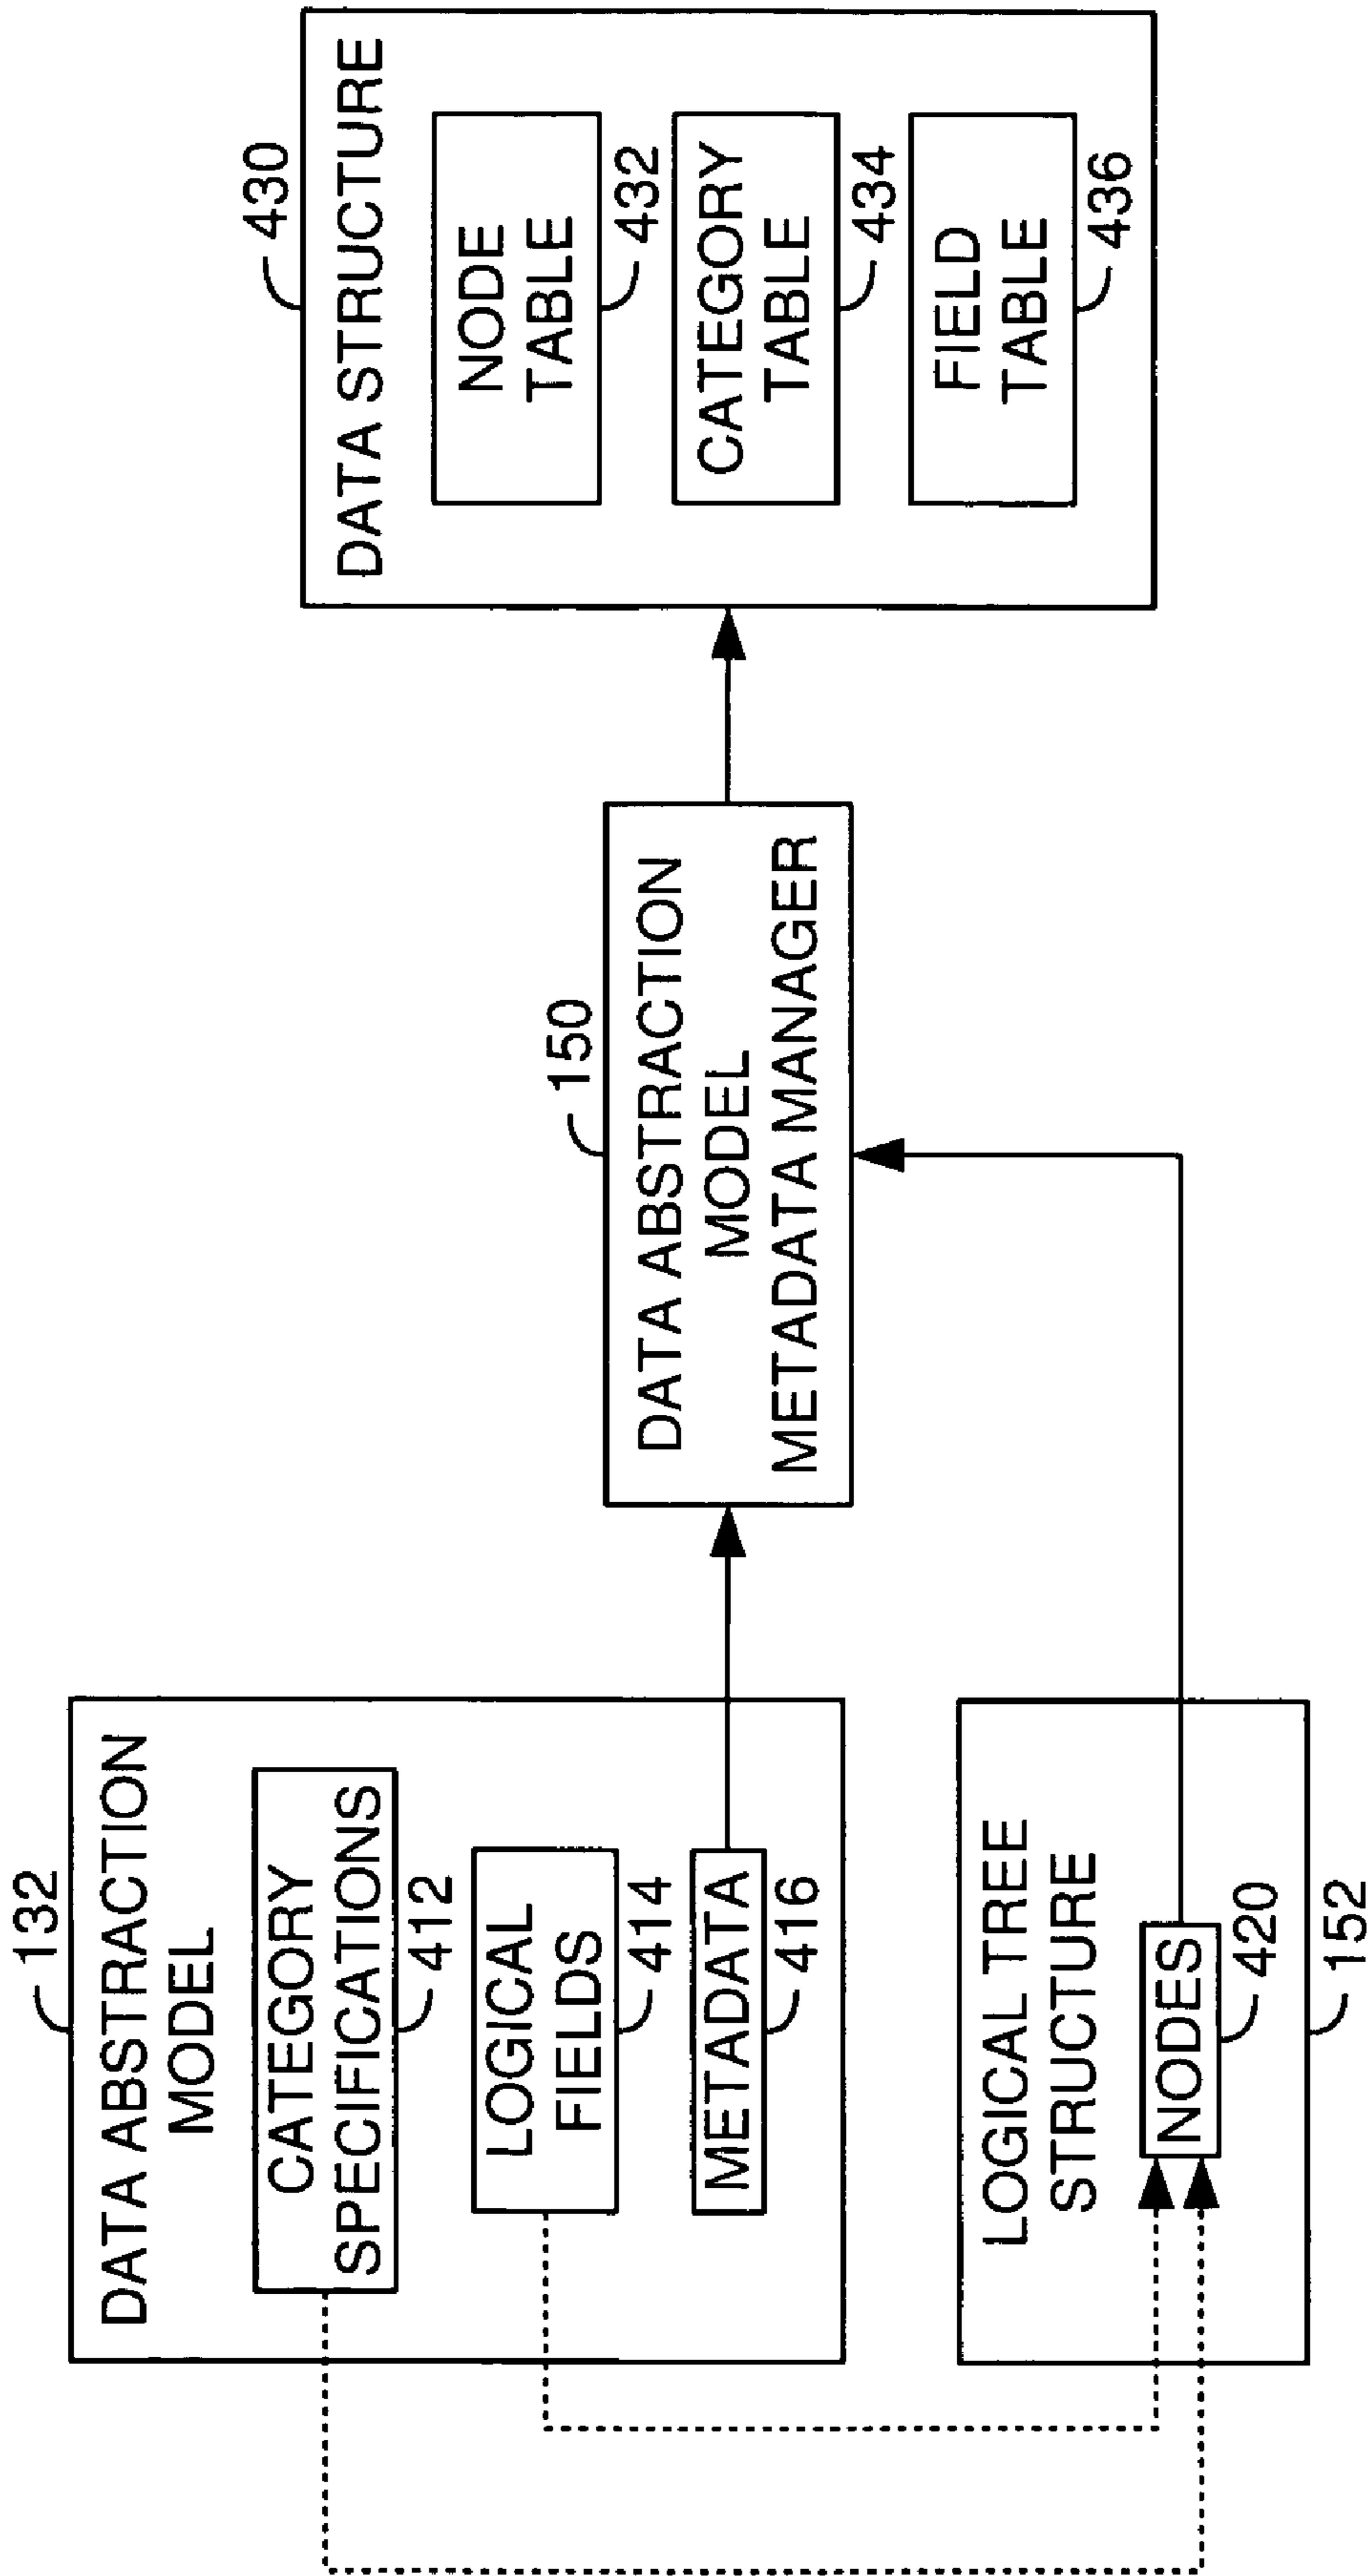 132
DATA ABSTRACTION
MODEL
CATEGORY
SPECIFICATIONS
412
LOGICAL
FIELDS
414
METADATA
416
LOGICAL TREE
STRUCTURE
NODES
420
152
150
DATA ABSTRACTION
MODEL
METADATA MANAGER
430
DATA STRUCTURE
NODE
TABLE
432
CATEGORY
TABLE
434
FIELD
TABLE
436